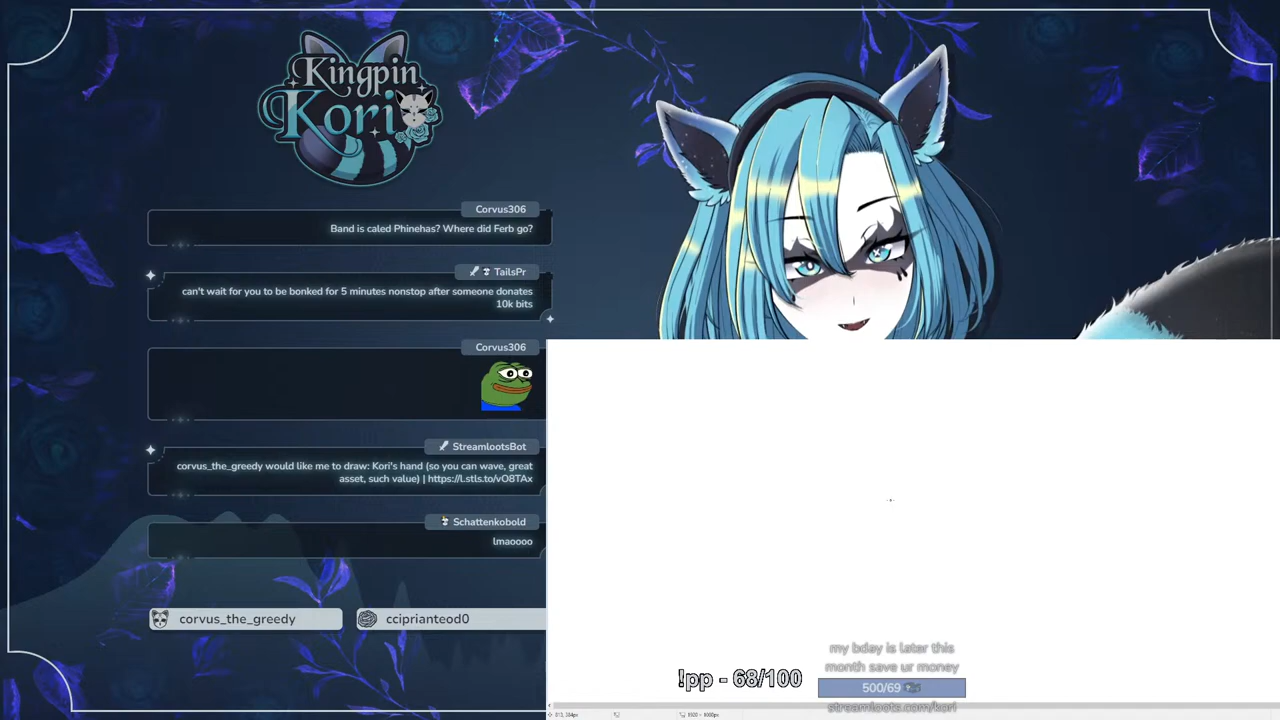 Kingpin
Kori
Corvus306
Band is caled Phinehas? Where did Ferb go?
TailsPr
can't wait for you to be bonked for 5 minutes nonstop after someone donates
10k bits
Corvus306
StreamlootsBot
corvus_the_greedy would like me to draw: Kori's hand (so you can wave, great
asset, such value) | https://l.stls.to/vO8TAx
Schattenkobold
lmaoooo
corvus_the_greedy
cciprianteod0
my bday is later this
month save ur money
!pp - 68/100
500/69
streamloots.com/kori